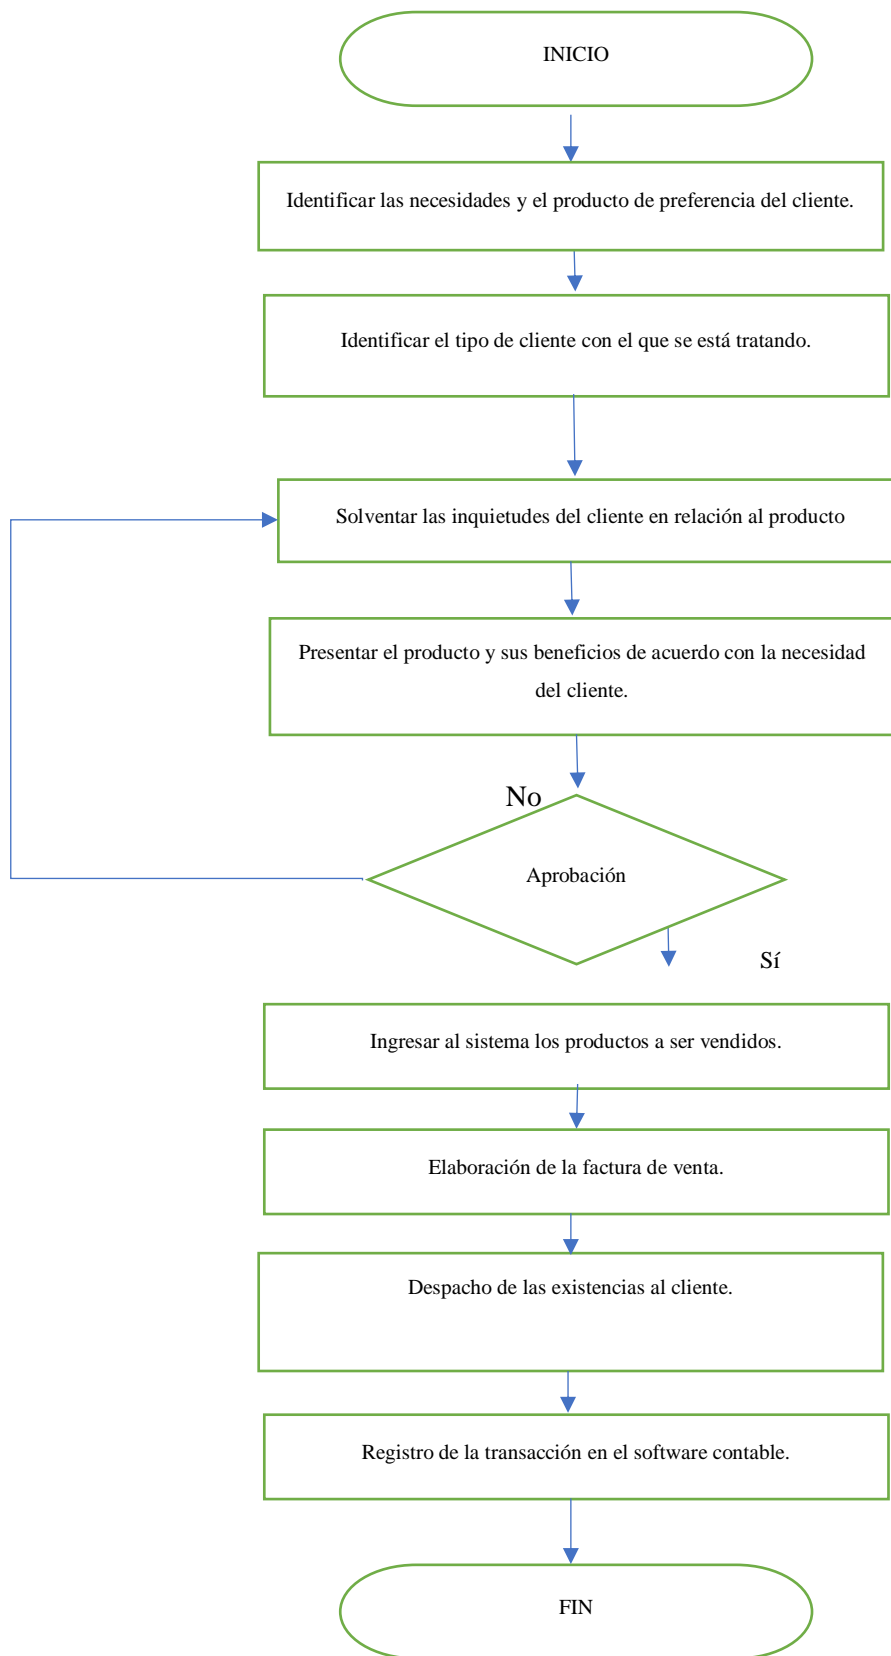 INICIO
Identificar las necesidades y el producto de preferencia del cliente.
Identificar el tipo de cliente con el que se está tratando.
Solventar las inquietudes del cliente en relación al producto
Presentar el producto y sus beneficios de acuerdo con la necesidad
del cliente.
No
Aprobación
Sí
Ingresar al sistema los productos a ser vendidos.
Elaboración de la factura de venta.
Despacho de las existencias al cliente.
Registro de la transacción en el software contable.
FIN